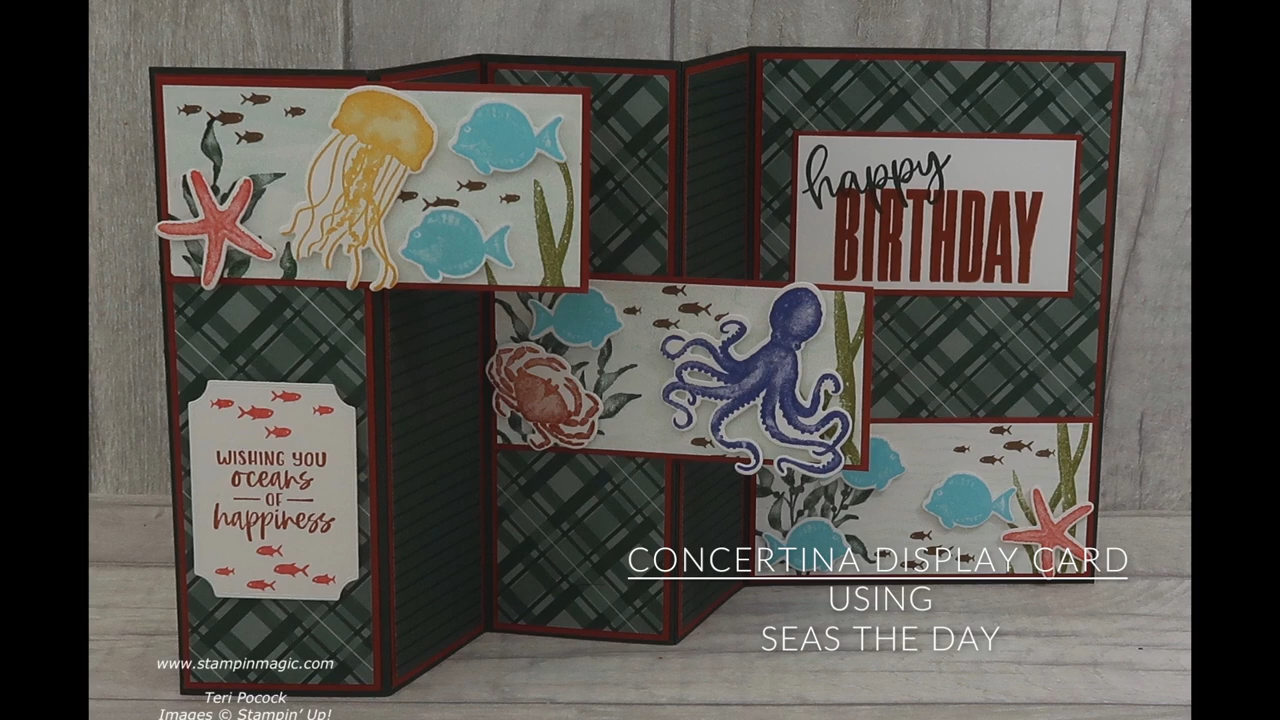 happy
BIRTHDAY
WISHING YOU
oceans
OF
happiness
CONCERTINA DISPLAY CARD
USING
SEAS THE DAY
www.stampinmagic.com
Teri Pocock
Images © Stampin' Up!